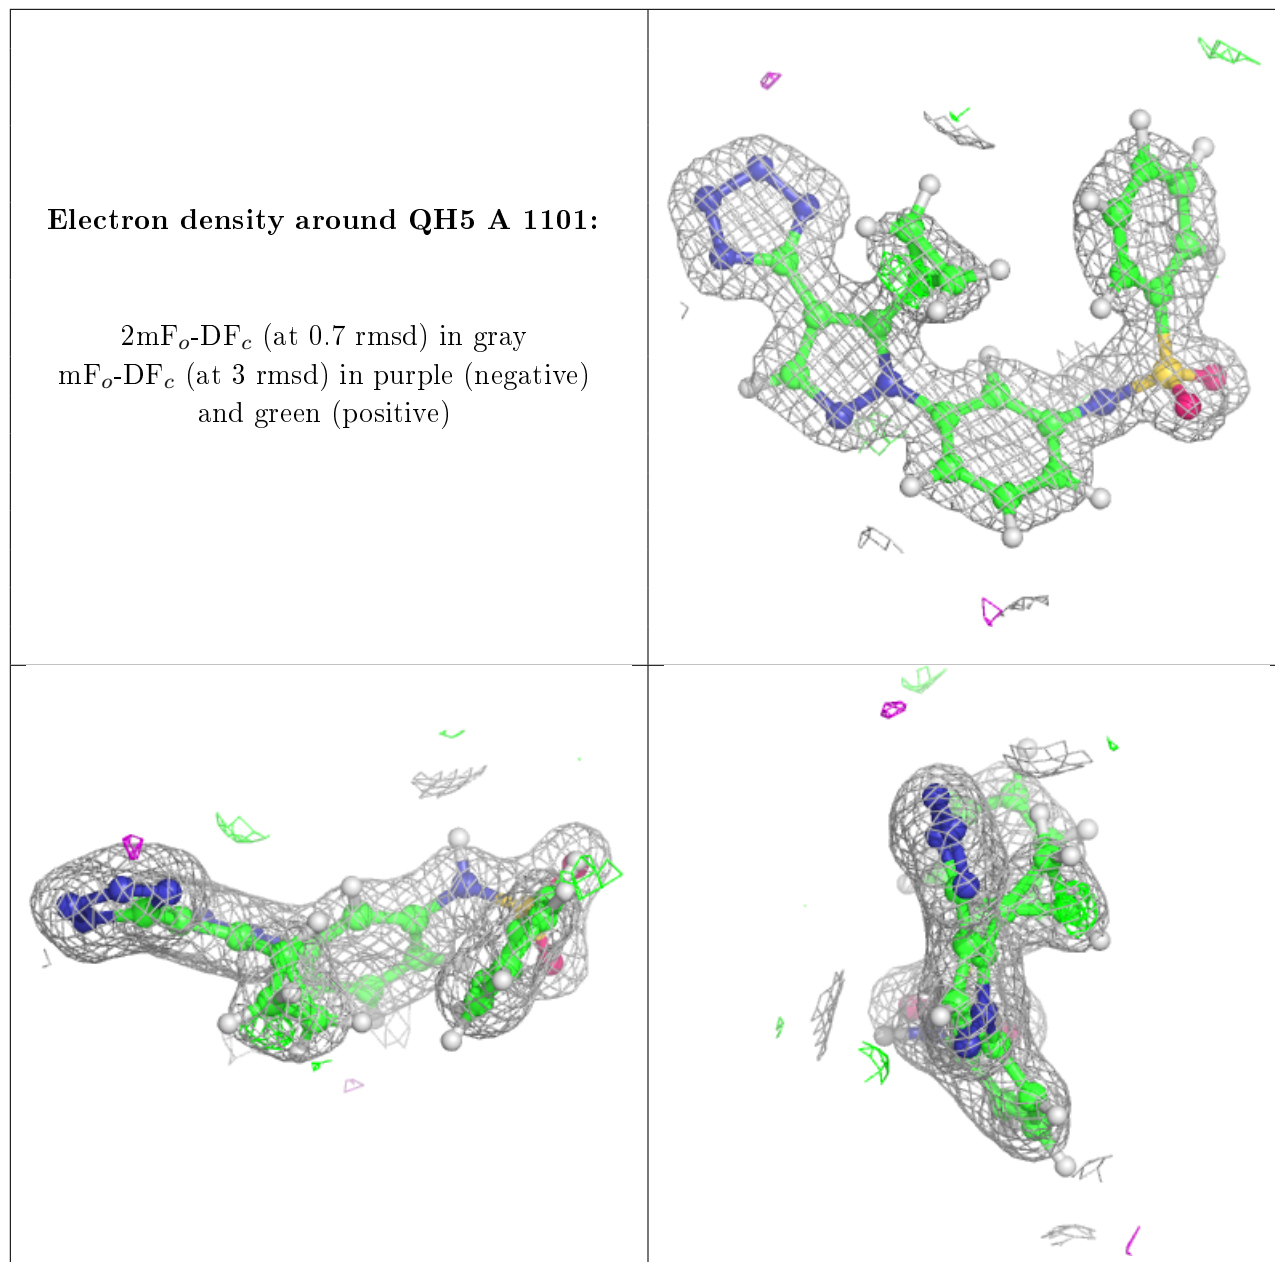 Electron density around QH5 A 1101:
2mFo-DFc (at 0.7 rmsd) in gray
mFo-DFc (at 3 rmsd) in purple (negative)
and green (positive)